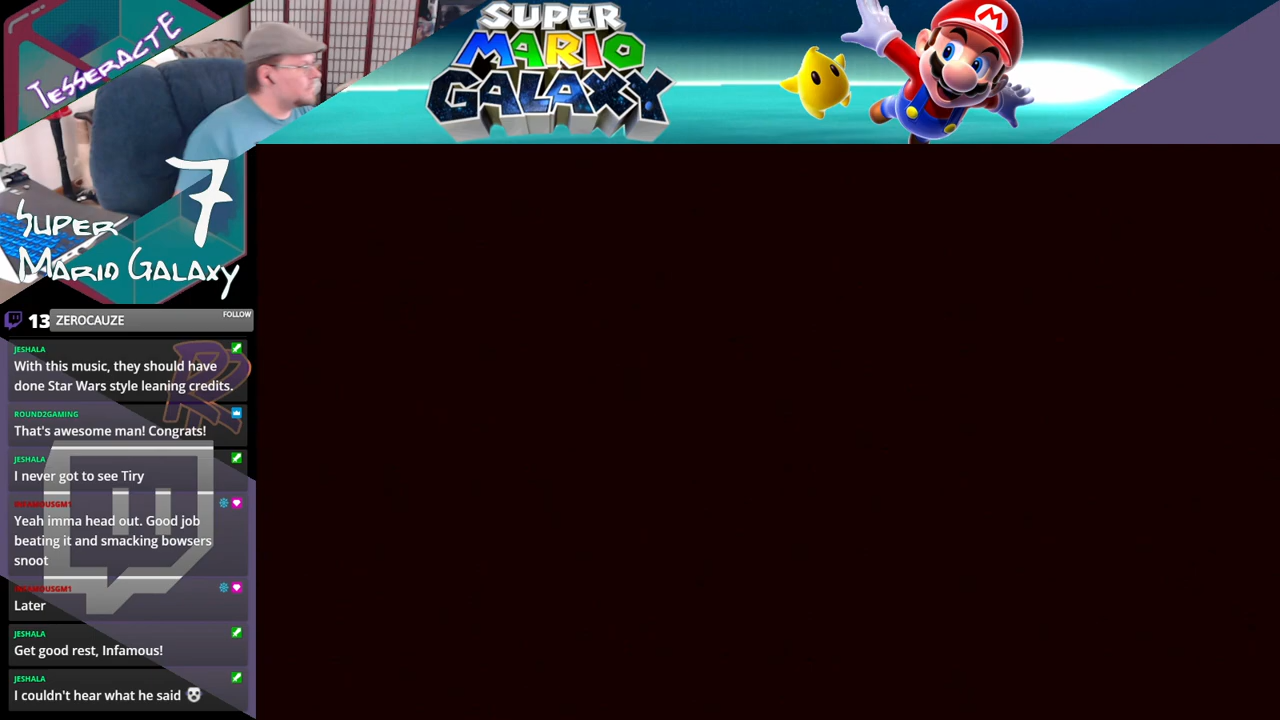 TESSERACTE
SUPER
MARIO
GALAXY
M
7
SUPER
MARIO GALAXY
13 ZEROCAUZE FOLLOW
JESHALA
With this music, they should have
done Star Wars style leaning credits.
R2
ROUND2GAMING
That's awesome man! Congrats!
JESHALA
I never got to see Tiry
Yeah imma head out. Good job
beating it and smacking bowsers
snoot
Later
JESHALA
Get good rest, Infamous!
JESHALA
I couldn't hear what he said 💀